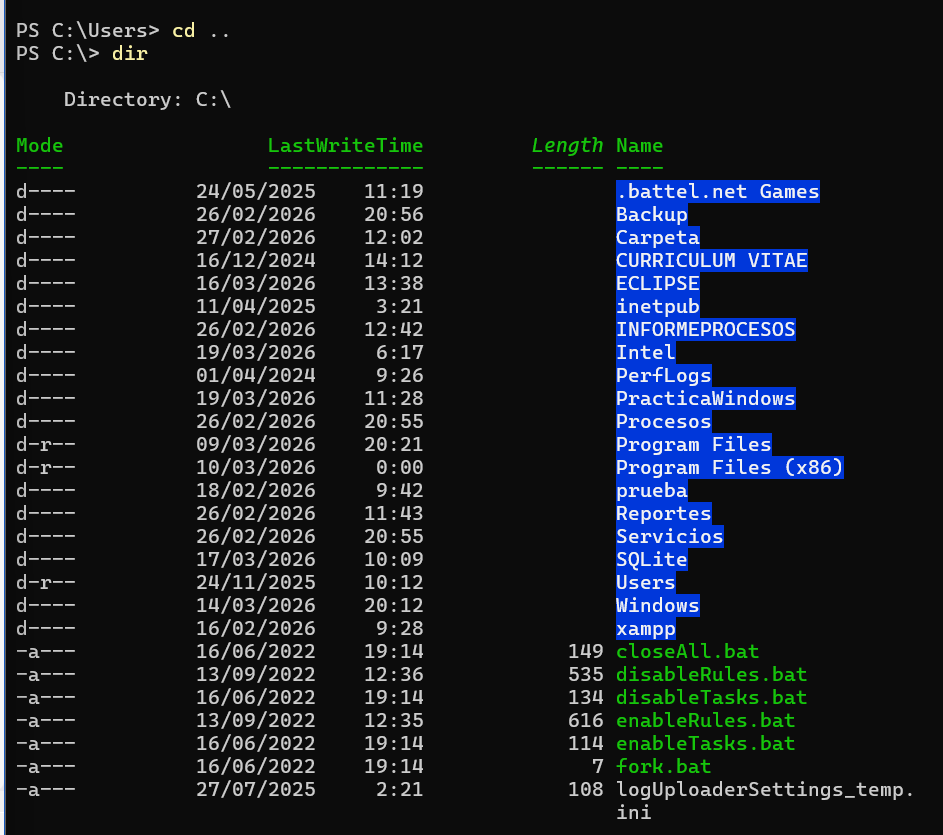 PS C:\Users> cd ..
PS C:\> dir
Directory: C:\
Mode LastWriteTime Length Name
---- ------------- ------ ----
d---- 24/05/2025 11:19 .battel.net Games
d---- 26/02/2026 20:56 Backup
d---- 27/02/2026 12:02 Carpeta
d---- 16/12/2024 14:12 CURRICULUM VITAE
d---- 16/03/2026 13:38 ECLIPSE
d---- 11/04/2025 3:21 inetpub
d---- 26/02/2026 12:42 INFORMEPROCESOS
d---- 19/03/2026 6:17 Intel
d---- 01/04/2024 9:26 PerfLogs
d---- 19/03/2026 11:28 PracticaWindows
d---- 26/02/2026 20:55 Procesos
d-r-- 09/03/2026 20:21 Program Files
d-r-- 10/03/2026 0:00 Program Files (x86)
d---- 18/02/2026 9:42 prueba
d---- 26/02/2026 11:43 Reportes
d---- 26/02/2026 20:55 Servicios
d---- 17/03/2026 10:09 SQLite
d-r-- 24/11/2025 10:12 Users
d---- 14/03/2026 20:12 Windows
d---- 16/02/2026 9:28 xampp
-a--- 16/06/2022 19:14 149 closeAll.bat
-a--- 13/09/2022 12:36 535 disableRules.bat
-a--- 16/06/2022 19:14 134 disableTasks.bat
-a--- 13/09/2022 12:35 616 enableRules.bat
-a--- 16/06/2022 19:14 114 enableTasks.bat
-a--- 16/06/2022 19:14 7 fork.bat
-a--- 27/07/2025 2:21 108 logUploaderSettings_temp.
ini